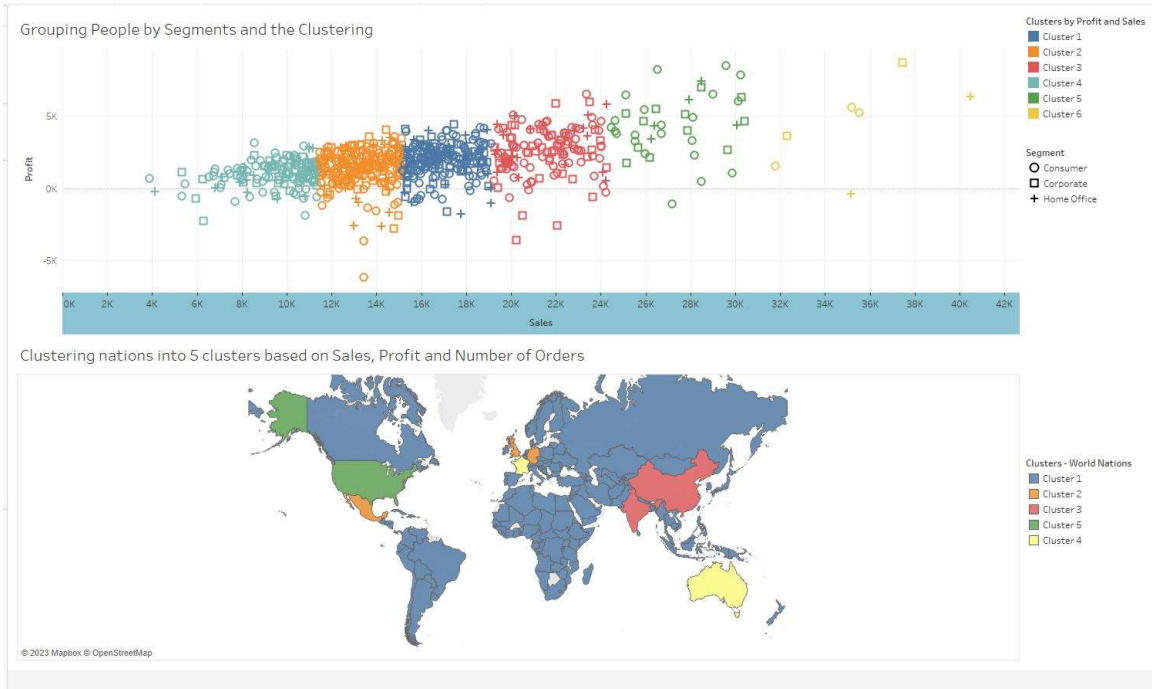 Grouping People by Segments and the Clustering
Clusters by Profit and Sales
Cluster 1
Cluster 2
Cluster 3
Cluster 4
Cluster 5
Cluster 6
Segment
Consumer
Corporate
Home Office
Profit
5K
0K
-5K
0K 2K 4K 6K 8K 10K 12K 14K 16K 18K 20K 22K 24K 26K 28K 30K 32K 34K 36K 38K 40K 42K
Sales
Clustering nations into 5 clusters based on Sales, Profit and Number of Orders
Clusters - World Nations
Cluster 1
Cluster 2
Cluster 3
Cluster 5
Cluster 4
© 2023 Mapbox © OpenStreetMap